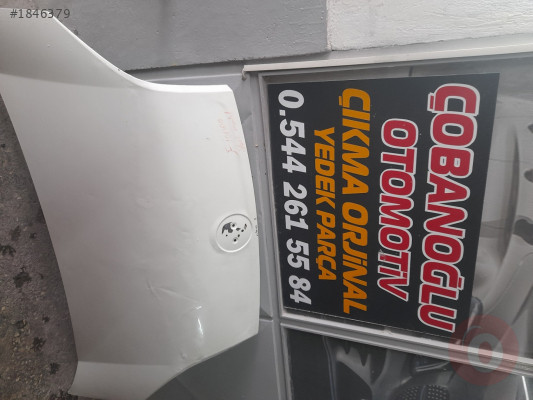 #1846379
ÇOBANOĞLU
OTOMOTİV
ÇIKMA ORJİNAL
YEDEK PARÇA
0.544 261 55 84